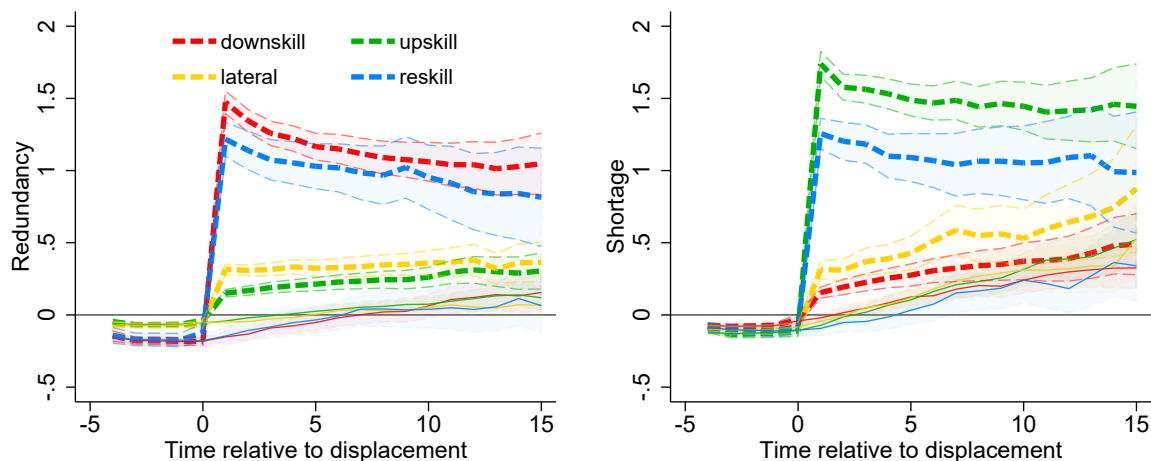 2
1.5
1
.5
0
-.5
Redundancy
downskill
upskill
lateral
reskill
-5
0
5
10
15
Time relative to displacement
2
1.5
1
.5
0
-.5
Shortage
-5
0
5
10
15
Time relative to displacement